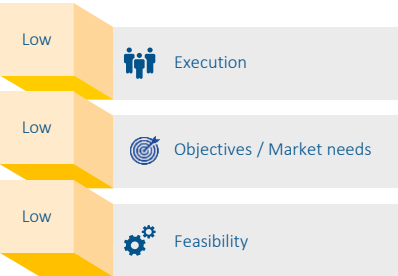 Low
Execution
Low
Objectives / Market needs
Low
Feasibility